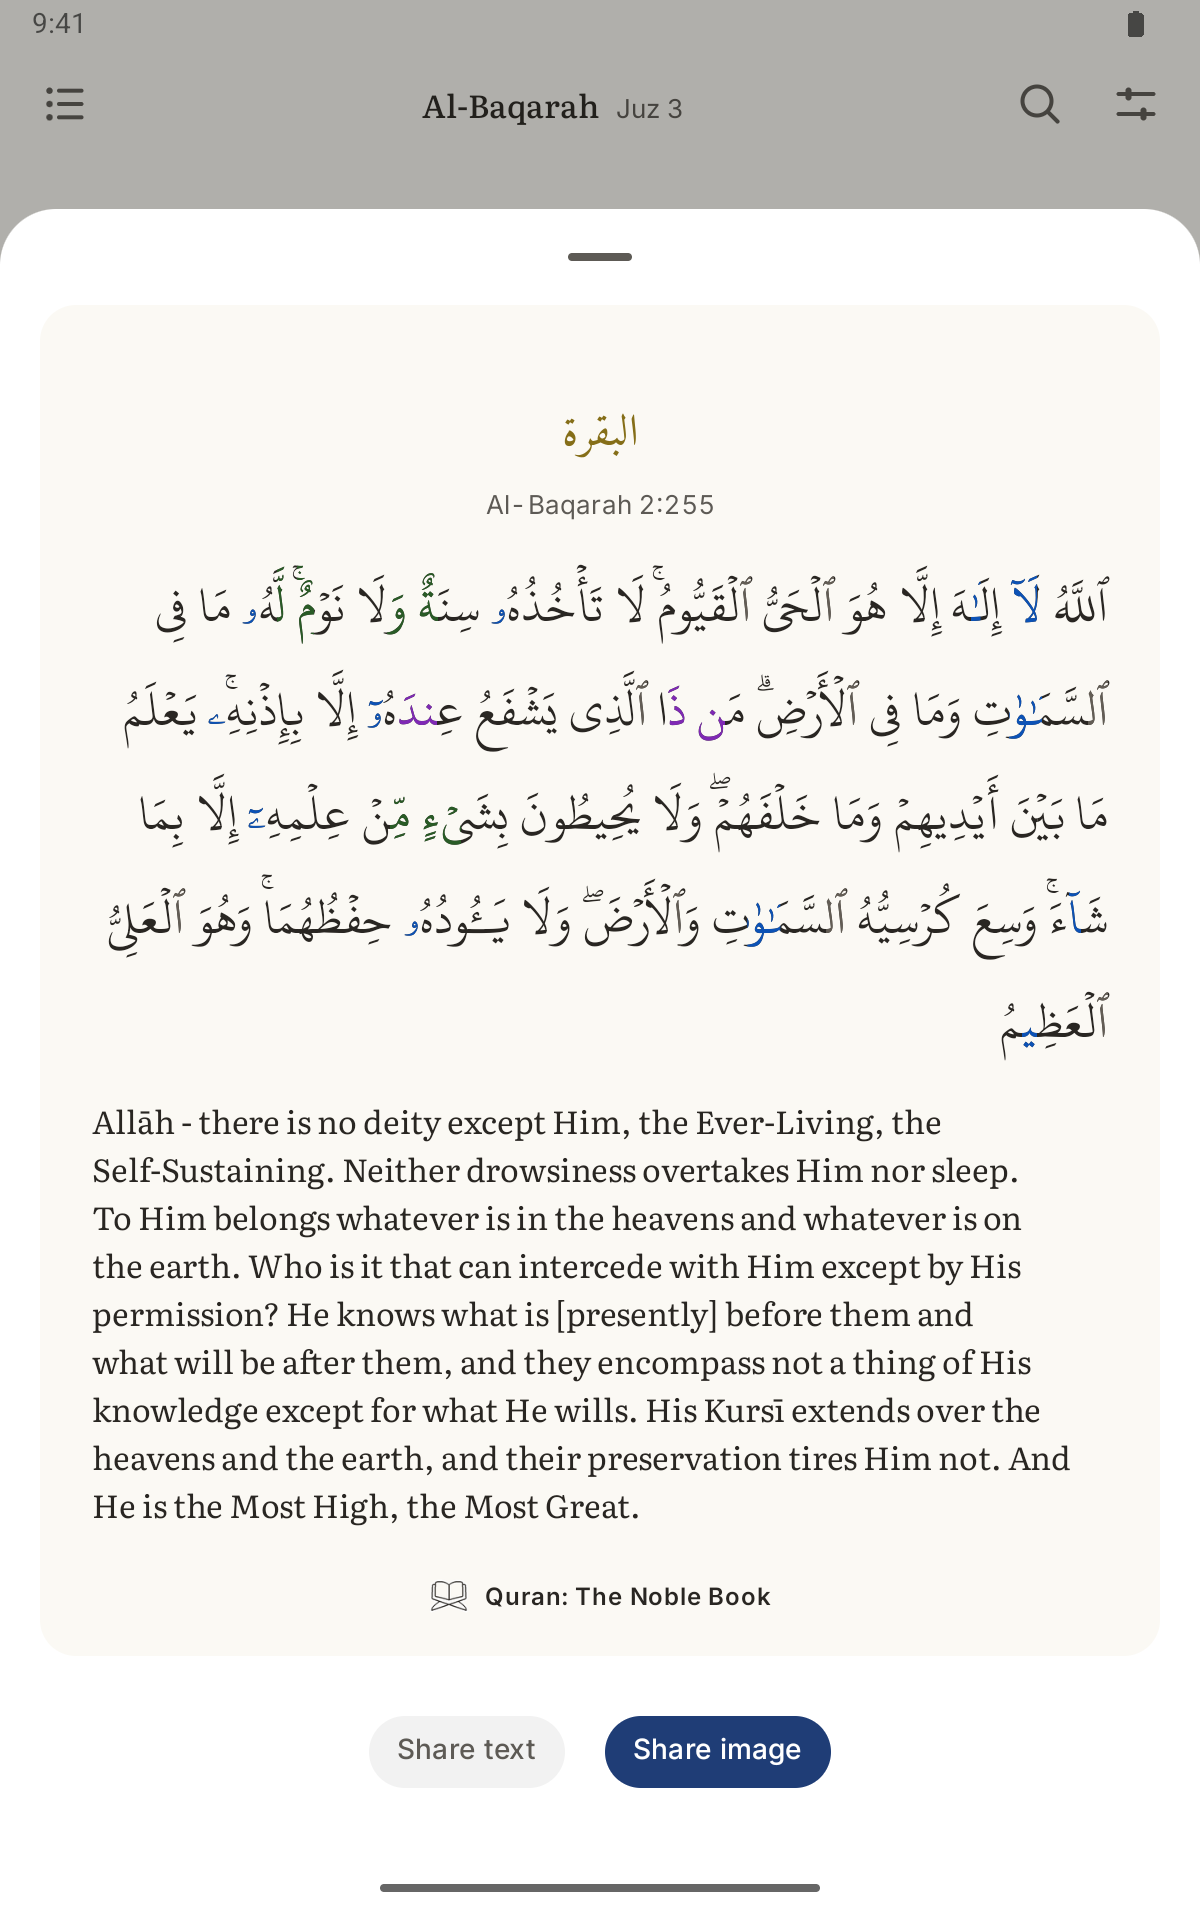 9:41
Al-Baqarah Juz 3
البقرة
Al-Baqarah 2:255
ٱللَّهُ لَآ إِلَـٰهَ إِلَّا هُوَ ٱلْحَىُّ ٱلْقَيُّومُ ۚ لَا تَأْخُذُهُۥ سِنَةٌ وَلَا نَوْمٌ ۚ لَّهُۥ مَا فِى
ٱلسَّمَـٰوَٰتِ وَمَا فِى ٱلْأَرْضِ ۗ مَن ذَا ٱلَّذِى يَشْفَعُ عِندَهُۥٓ إِلَّا بِإِذْنِهِۦ ۚ يَعْلَمُ
مَا بَيْنَ أَيْدِيهِمْ وَمَا خَلْفَهُمْ ۖ وَلَا يُحِيطُونَ بِشَىْءٍ مِّنْ عِلْمِهِۦٓ إِلَّا بِمَا
شَآءَ ۚ وَسِعَ كُرْسِيُّهُ ٱلسَّمَـٰوَٰتِ وَٱلْأَرْضَ ۖ وَلَا يَـُٔودُهُۥ حِفْظُهُمَا ۚ وَهُوَ ٱلْعَلِىُّ
ٱلْعَظِيمُ
Allāh - there is no deity except Him, the Ever-Living, the
Self-Sustaining. Neither drowsiness overtakes Him nor sleep.
To Him belongs whatever is in the heavens and whatever is on
the earth. Who is it that can intercede with Him except by His
permission? He knows what is [presently] before them and
what will be after them, and they encompass not a thing of His
knowledge except for what He wills. His Kursī extends over the
heavens and the earth, and their preservation tires Him not. And
He is the Most High, the Most Great.
Quran: The Noble Book
Share text
Share image